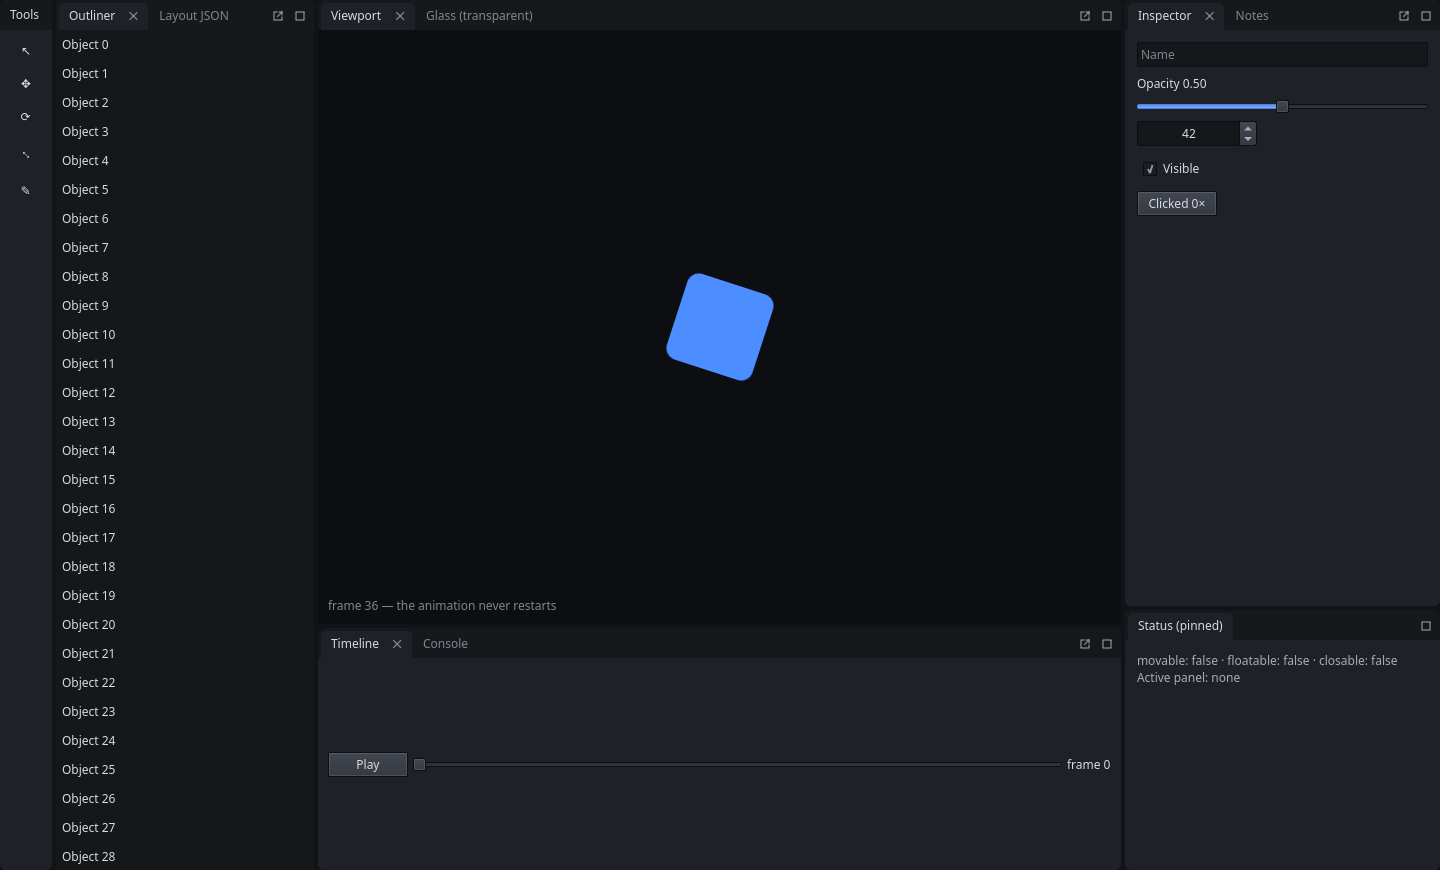 Tools
Outliner
Layout JSON
Object 0
Object 1
Object 2
Object 3
Object 4
Object 5
Object 6
Object 7
Object 8
Object 9
Object 10
Object 11
Object 12
Object 13
Object 14
Object 15
Object 16
Object 17
Object 18
Object 19
Object 20
Object 21
Object 22
Object 23
Object 24
Object 25
Object 26
Object 27
Object 28
Viewport
Glass (transparent)
frame 36 — the animation never restarts
Timeline
Console
Play
frame 0
Inspector
Notes
Name
Opacity 0.50
42
Visible
Clicked 0×
Status (pinned)
movable: false · floatable: false · closable: false
Active panel: none